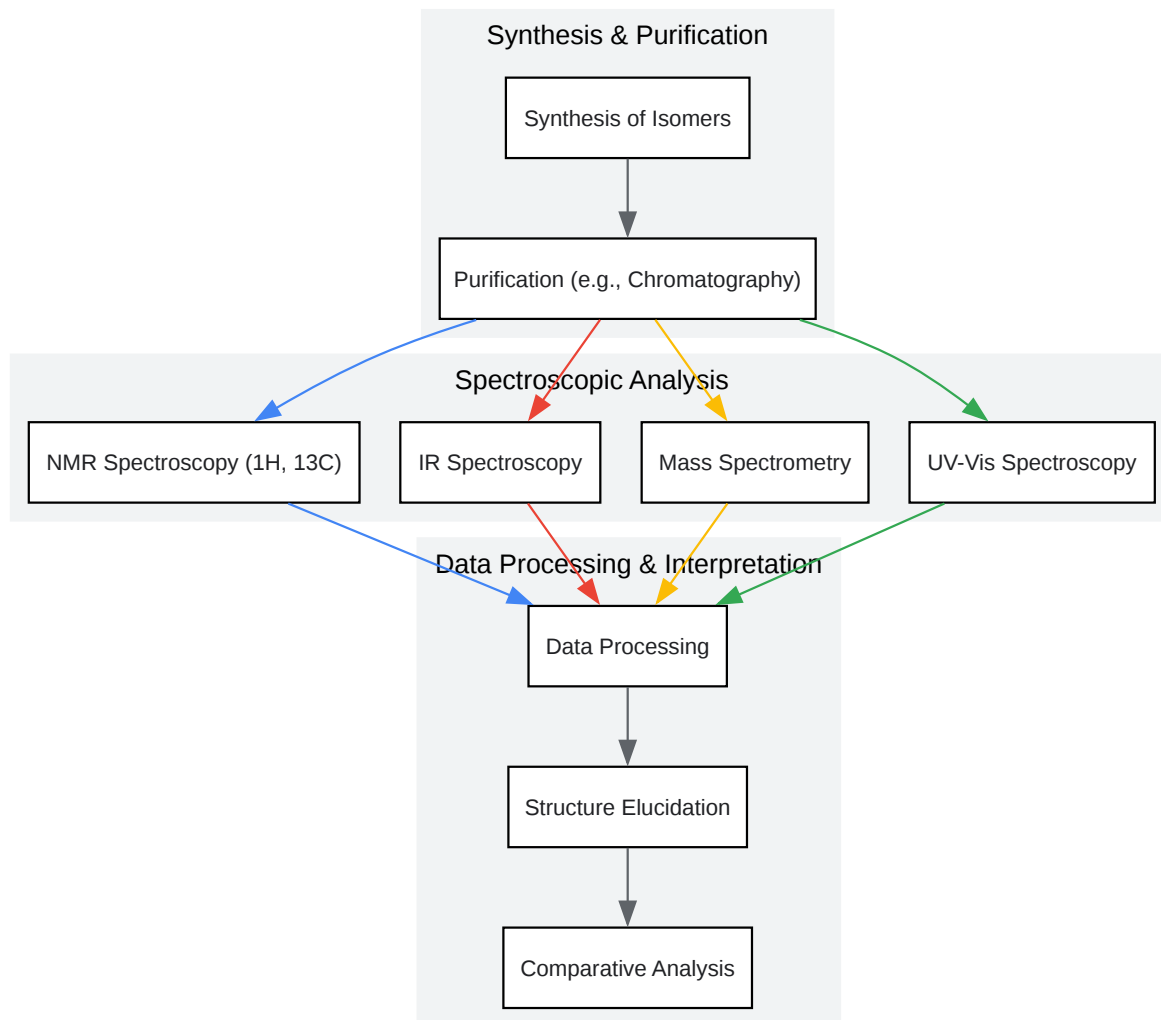 Synthesis & Purification
Synthesis of Isomers
Purification (e.g., Chromatography)
Spectroscopic Analysis
NMR Spectroscopy (1H, 13C)
IR Spectroscopy
Mass Spectrometry
UV-Vis Spectroscopy
Data Processing & Interpretation
Data Processing
Structure Elucidation
Comparative Analysis